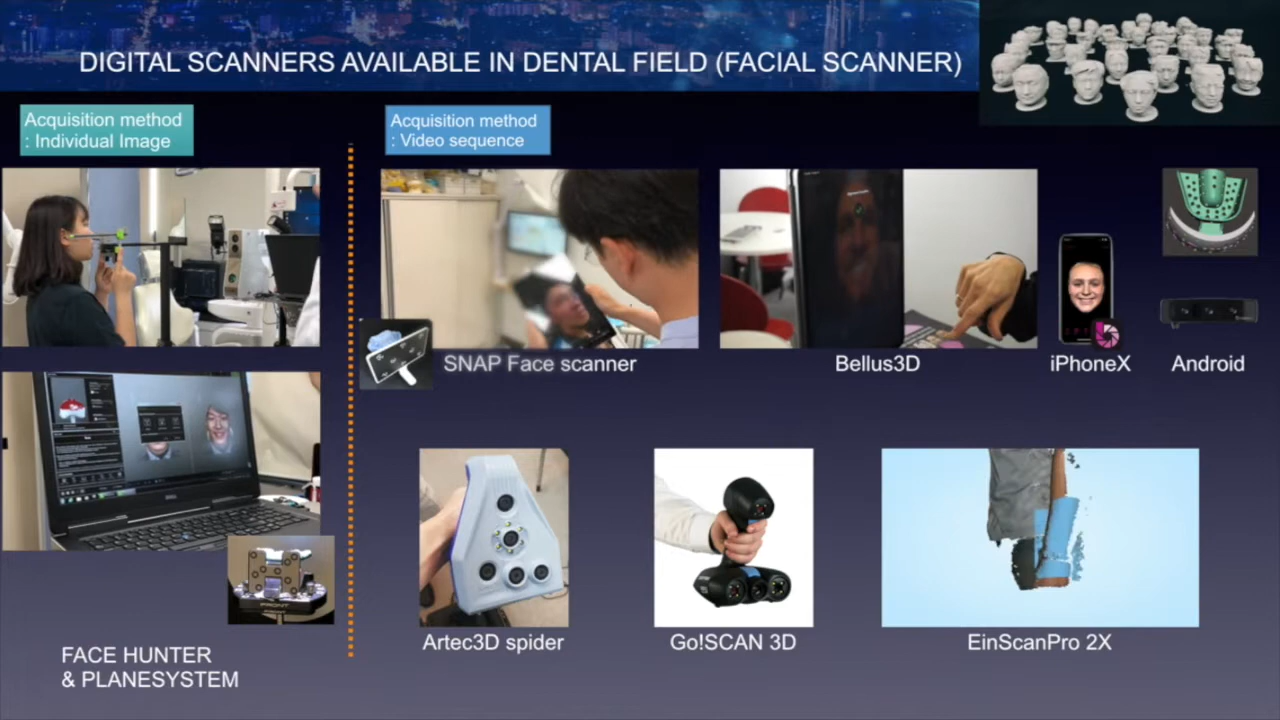 DIGITAL SCANNERS AVAILABLE IN DENTAL FIELD (FACIAL SCANNER)
Acquisition method
: Individual Image
Acquisition method
: Video sequence
SNAP Face scanner
Bellus3D
iPhoneX
Android
DELL
Artec3D spider
Go!SCAN 3D
EinScanPro 2X
FACE HUNTER
& PLANESYSTEM